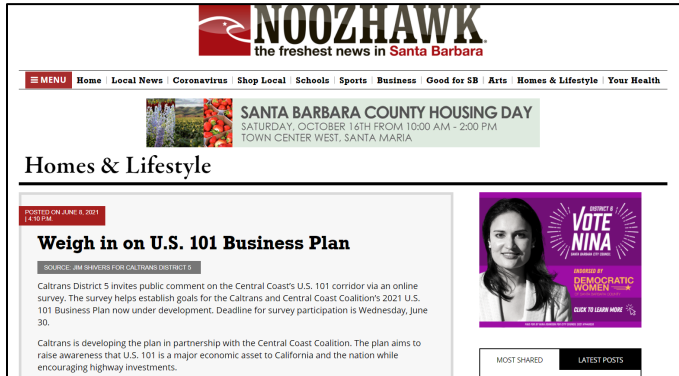 NOOZHAWK
the freshest news in Santa Barbara
MENU Home Local News Coronavirus Shop Local Schools Sports Business Good for SB Arts Homes & Lifestyle Your Health
SANTA BARBARA COUNTY HOUSING DAY
SATURDAY, OCTOBER 16TH FROM 10:00 AM - 2:00 PM
TOWN CENTER WEST, SANTA MARIA
Homes & Lifestyle
POSTED ON JUNE 8, 2021
| 4:10 P.M.
Weigh in on U.S. 101 Business Plan
SOURCE: JIM SHIVERS FOR CALTRANS DISTRICT 5
Caltrans District 5 invites public comment on the Central Coast's U.S. 101 corridor via an online
survey. The survey helps establish goals for the Caltrans and Central Coast Coalition's 2021 U.S.
101 Business Plan now under development. Deadline for survey participation is Wednesday, June
30.
Caltrans is developing the plan in partnership with the Central Coast Coalition. The plan aims to
raise awareness that U.S. 101 is a major economic asset to California and the nation while
encouraging highway investments.
VOTE
NINA
SANTA BARBARA CITY COUNCIL
ENDORSED BY
DEMOCRATIC
WOMEN
OF SANTA BARBARA COUNTY
CLICK TO LEARN MORE
MOST SHARED
LATEST POSTS